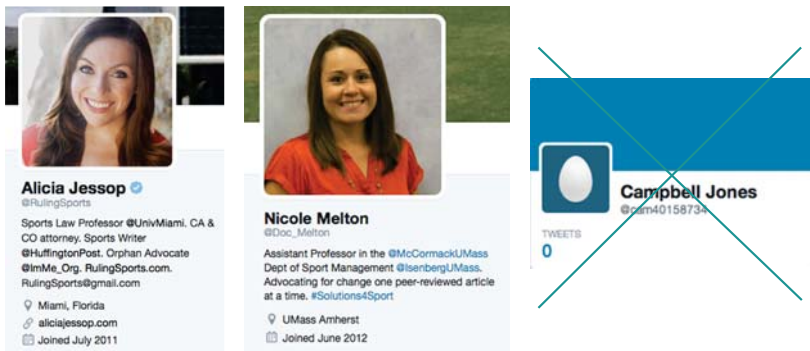 Alicia Jessop
@RulingSports
Sports Law Professor @UnivMiami. CA &
CO attorney. Sports Writer
@HuffingtonPost. Orphan Advocate
@ImMe_Org. RulingSports.com.
RulingSports@gmail.com
Miami, Florida
aliciajessop.com
Joined July 2011
Nicole Melton
@Doc_Melton
Assistant Professor in the @McCormackUMass
Dept of Sport Management @IsenbergUMass.
Advocating for change one peer-reviewed article
at a time. #Solutions4Sport
UMass Amherst
Joined June 2012
Campbell Jones
@cam40158734
TWEETS
0